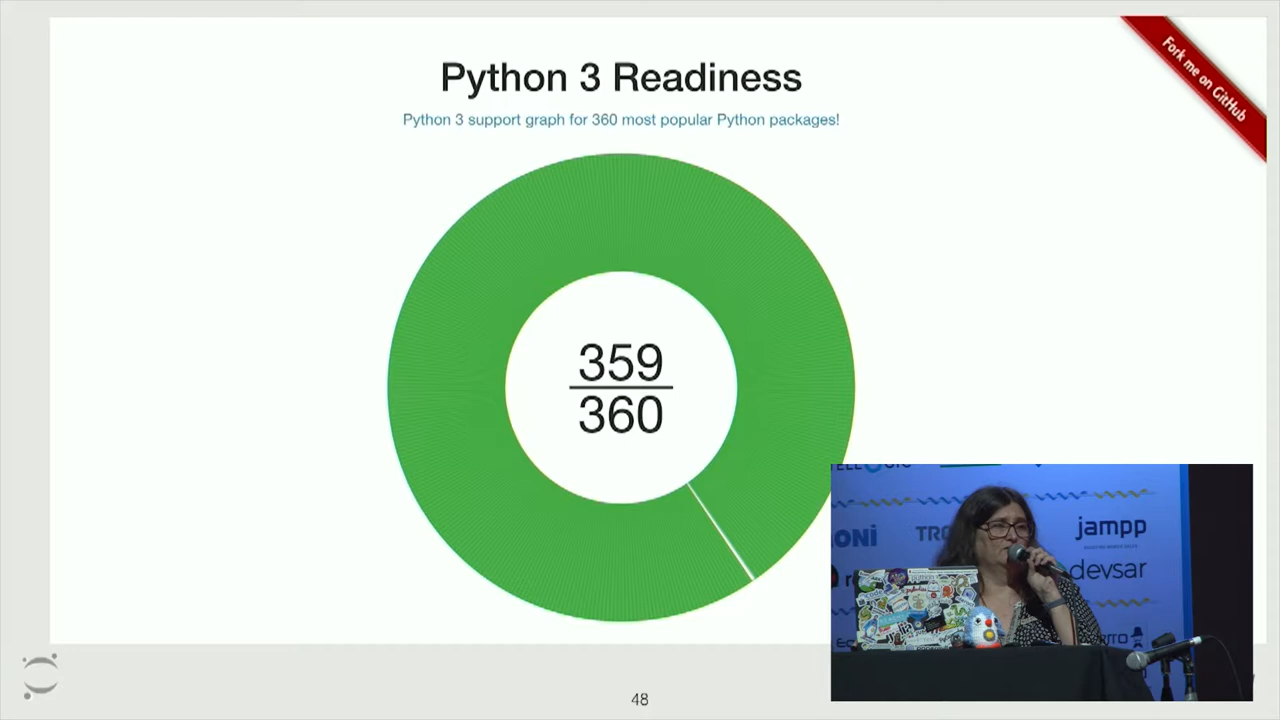 Python 3 Readiness
Python 3 support graph for 360 most popular Python packages!
Fork me on GitHub
359
360
jampp
devsar
48